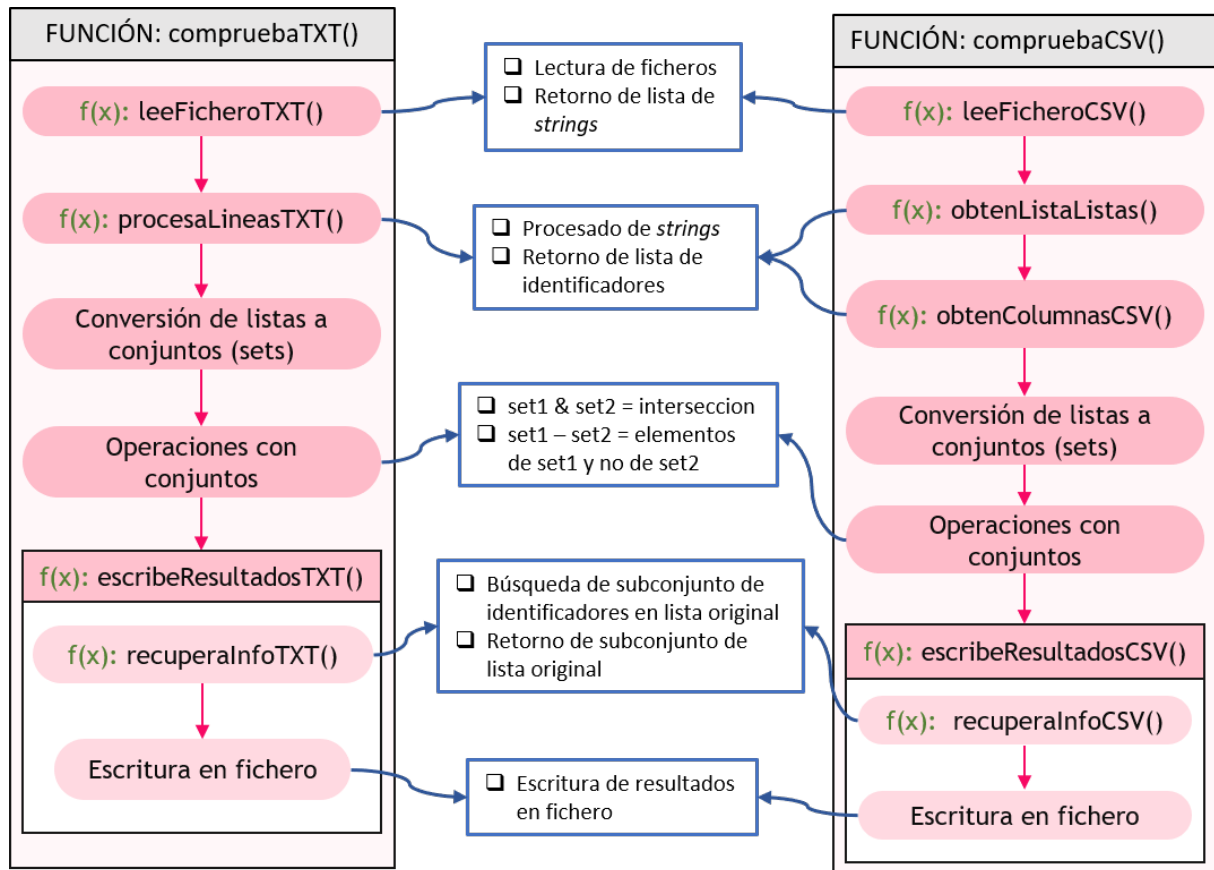 FUNCIÓN: compruebaTXT()
f(x): leeFicheroTXT()
f(x): procesaLineasTXT()
Conversión de listas a
conjuntos (sets)
Operaciones con
conjuntos
f(x): escribeResultadosTXT()
f(x): recuperaInfoTXT()
Escritura en fichero
❑ Lectura de ficheros
❑ Retorno de lista de
strings
❑ Procesado de strings
❑ Retorno de lista de
identificadores
❑ set1 & set2 = interseccion
❑ set1 – set2 = elementos
de set1 y no de set2
❑ Búsqueda de subconjunto de
identificadores en lista original
❑ Retorno de subconjunto de
lista original
❑ Escritura de resultados
en fichero
FUNCIÓN: compruebaCSV()
f(x): leeFicheroCSV()
f(x): obtenListaListas()
f(x): obtenColumnasCSV()
Conversión de listas a
conjuntos (sets)
Operaciones con
conjuntos
f(x): escribeResultadosCSV()
f(x): recuperaInfoCSV()
Escritura en fichero